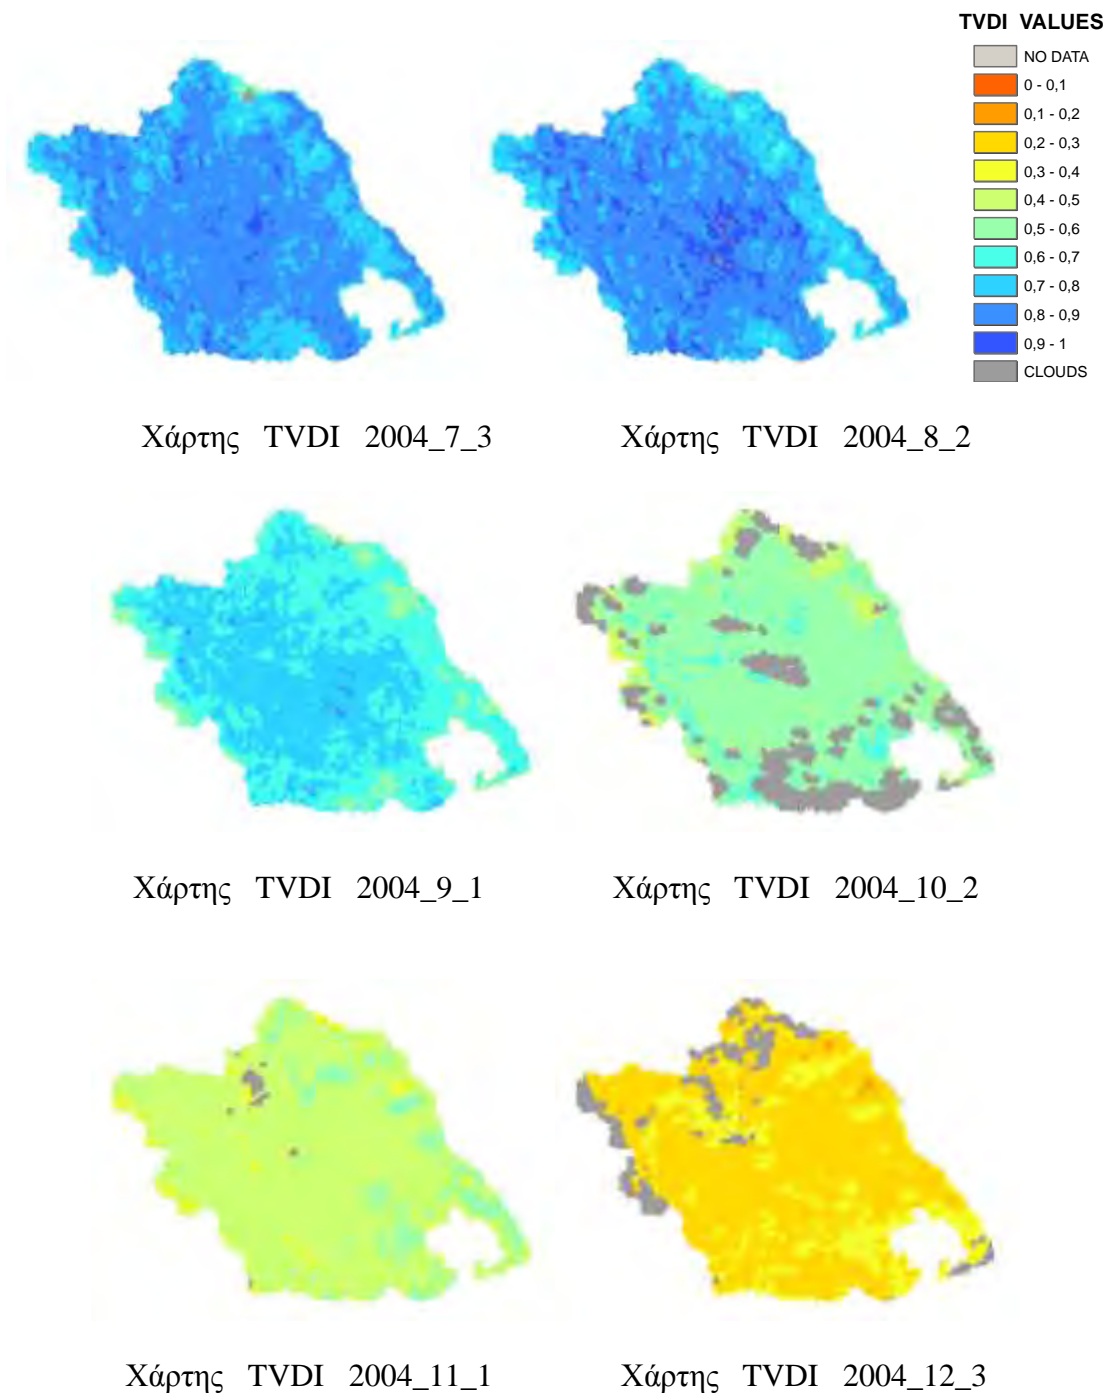 TVDI VALUES
NO DATA
0 - 0,1
0,1 - 0,2
0,2 - 0,3
0,3 - 0,4
0,4 - 0,5
0,5 - 0,6
0,6 - 0,7
0,7 - 0,8
0,8 - 0,9
0,9 - 1
CLOUDS
Χάρτης TVDI 2004_7_3
Χάρτης TVDI 2004_8_2
Χάρτης TVDI 2004_9_1
Χάρτης TVDI 2004_10_2
Χάρτης TVDI 2004_11_1
Χάρτης TVDI 2004_12_3